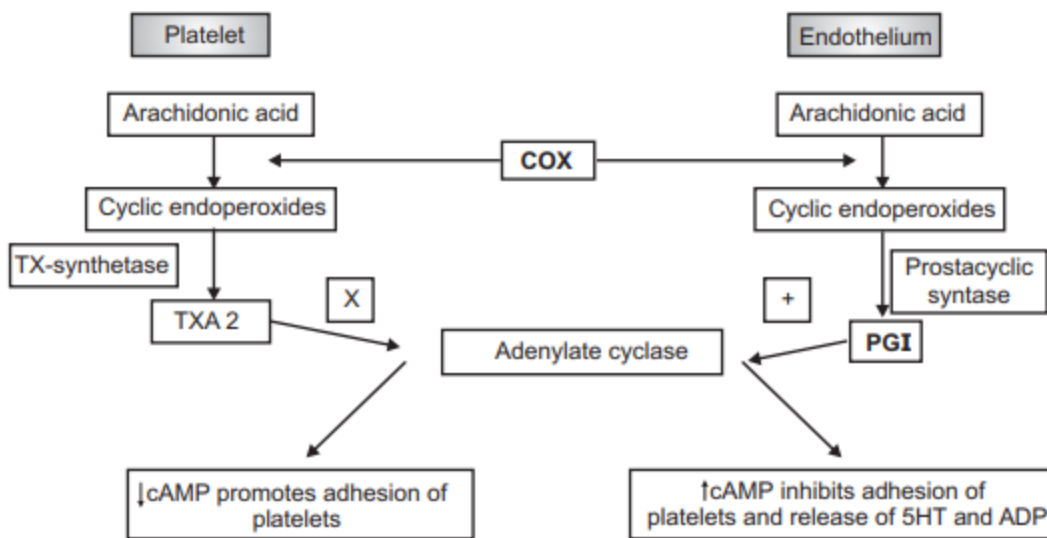 Platelet
Endothelium
Arachidonic acid
Arachidonic acid
COX
Cyclic endoperoxides
Cyclic endoperoxides
TX-synthetase
Prostacyclic
syntase
X
+
TXA 2
PGI
Adenylate cyclase
↓cAMP promotes adhesion of
platelets
↑cAMP inhibits adhesion of
platelets and release of 5HT and ADP